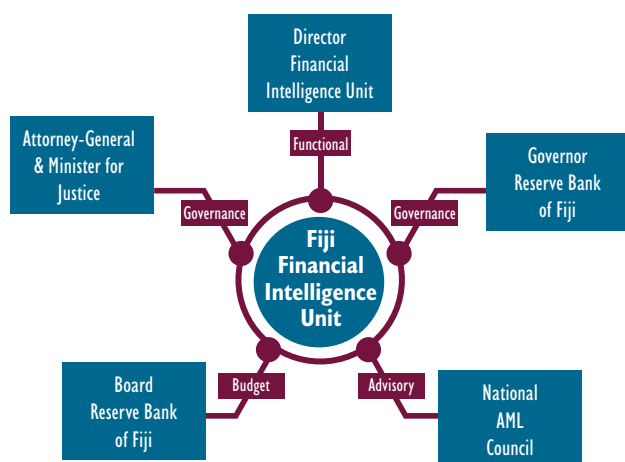 Director
Financial
Intelligence Unit
Functional
Attorney-General
& Minister for
Justice
Governance
Governor
Reserve Bank
of Fiji
Governance
Fiji
Financial
Intelligence
Unit
Board
Reserve Bank
of Fiji
Budget
Advisory
National
AML
Council